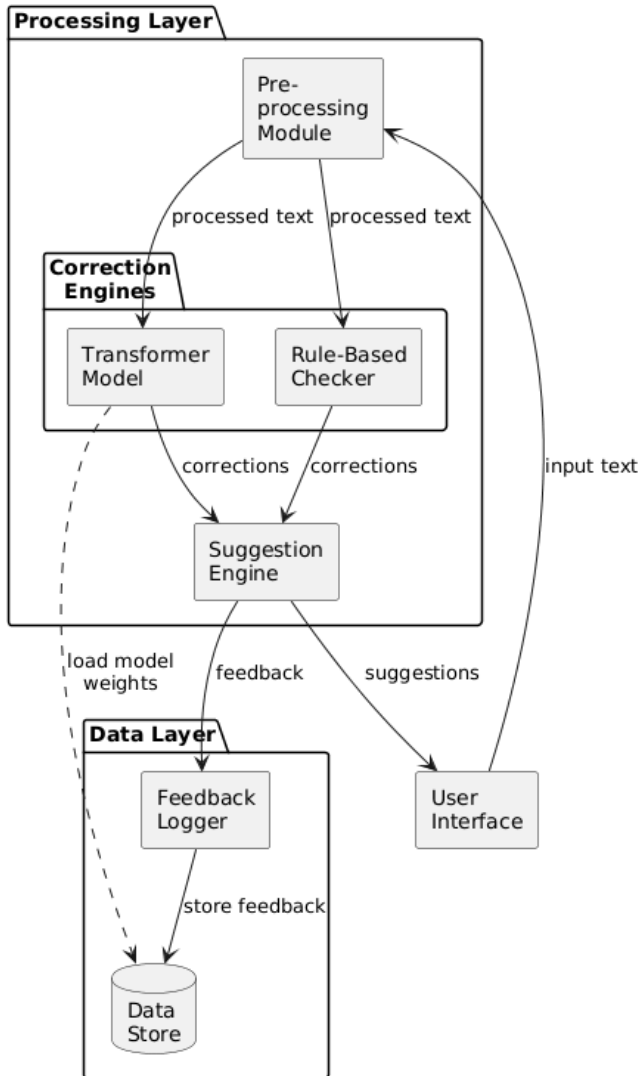 Processing Layer
Pre-
processing
Module
processed text
processed text
Correction
Engines
Transformer
Model
Rule-Based
Checker
corrections
corrections
input text
Suggestion
Engine
load model
weights
feedback
suggestions
Data Layer
Feedback
Logger
User
Interface
store feedback
Data
Store